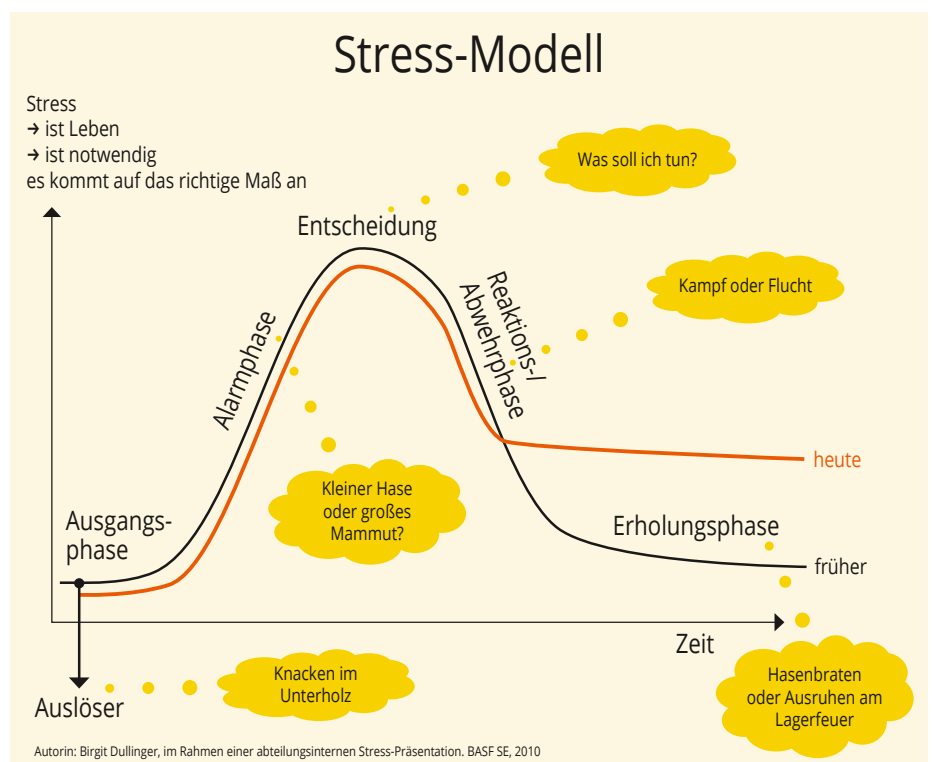 Stress-Modell
Stress
→ ist Leben
→ ist notwendig
es kommt auf das richtige Maß an
Was soll ich tun?
Entscheidung
Kampf oder Flucht
Reaktions-/
Abwehrphase
Alarmphase
heute
Kleiner Hase
oder großes
Mammut?
Ausgangs-
phase
Erholungsphase
früher
Zeit
Knacken im
Unterholz
Hasenbraten
oder Ausruhen am
Lagerfeuer
Auslöser
Autorin: Birgit Dullinger, im Rahmen einer abteilungsinternen Stress-Präsentation. BASF SE, 2010